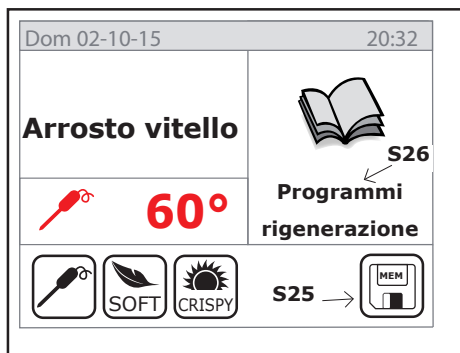 Dom 02-10-15 20:32
Arrosto vitello
S26
Programmi
rigenerazione
60°
SOFT
CRISPY
S25
MEM